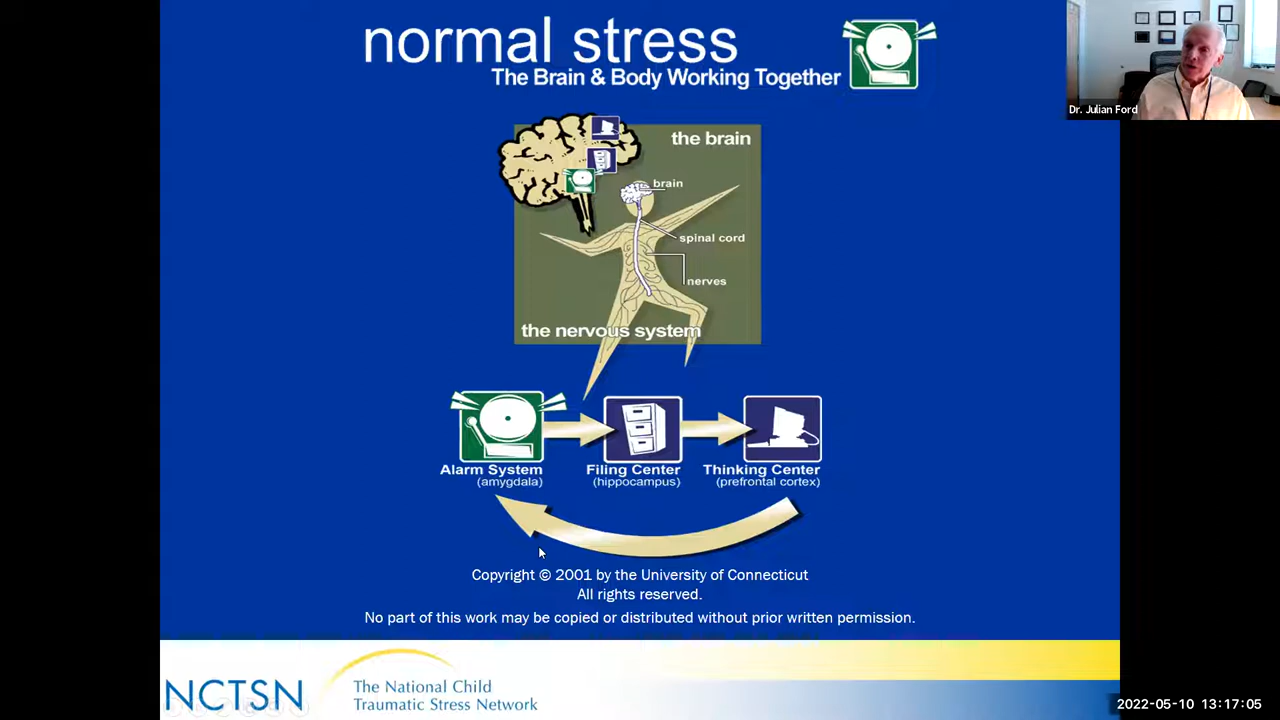 normal stress
The Brain & Body Working Together
Dr. Julian Ford
the brain
brain
spinal cord
nerves
the nervous system
Alarm System
(amygdala)
Filing Center
(hippocampus)
Thinking Center
(prefrontal cortex)
Copyright © 2001 by the University of Connecticut
All rights reserved.
No part of this work may be copied or distributed without prior written permission.
NCTSN
The National Child
Traumatic Stress Network
2022-05-10 13:17:05